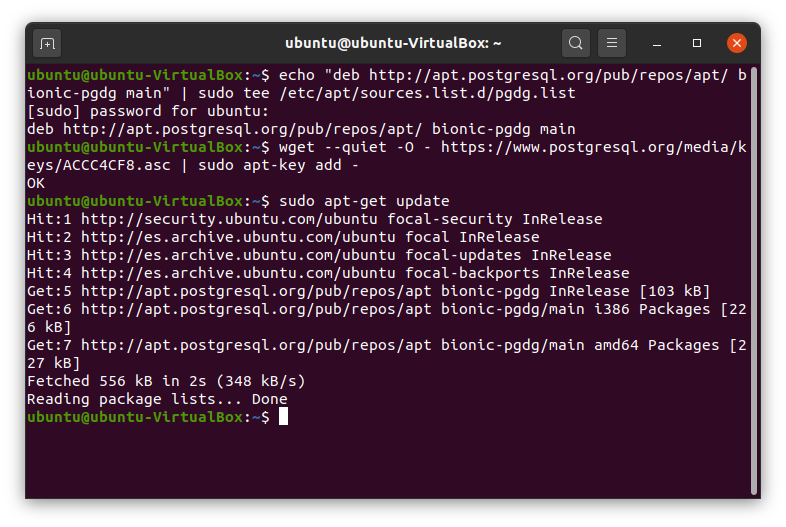 ubuntu@ubuntu-VirtualBox: ~
ubuntu@ubuntu-VirtualBox:~$ echo "deb http://apt.postgresql.org/pub/repos/apt/ b
ionic-pgdg main" | sudo tee /etc/apt/sources.list.d/pgdg.list
[sudo] password for ubuntu:
deb http://apt.postgresql.org/pub/repos/apt/ bionic-pgdg main
ubuntu@ubuntu-VirtualBox:~$ wget --quiet -O - https://www.postgresql.org/media/k
eys/ACCC4CF8.asc | sudo apt-key add -
OK
ubuntu@ubuntu-VirtualBox:~$ sudo apt-get update
Hit:1 http://security.ubuntu.com/ubuntu focal-security InRelease
Hit:2 http://es.archive.ubuntu.com/ubuntu focal InRelease
Hit:3 http://es.archive.ubuntu.com/ubuntu focal-updates InRelease
Hit:4 http://es.archive.ubuntu.com/ubuntu focal-backports InRelease
Get:5 http://apt.postgresql.org/pub/repos/apt bionic-pgdg InRelease [103 kB]
Get:6 http://apt.postgresql.org/pub/repos/apt bionic-pgdg/main i386 Packages [22
6 kB]
Get:7 http://apt.postgresql.org/pub/repos/apt bionic-pgdg/main amd64 Packages [2
27 kB]
Fetched 556 kB in 2s (348 kB/s)
Reading package lists... Done
ubuntu@ubuntu-VirtualBox:~$